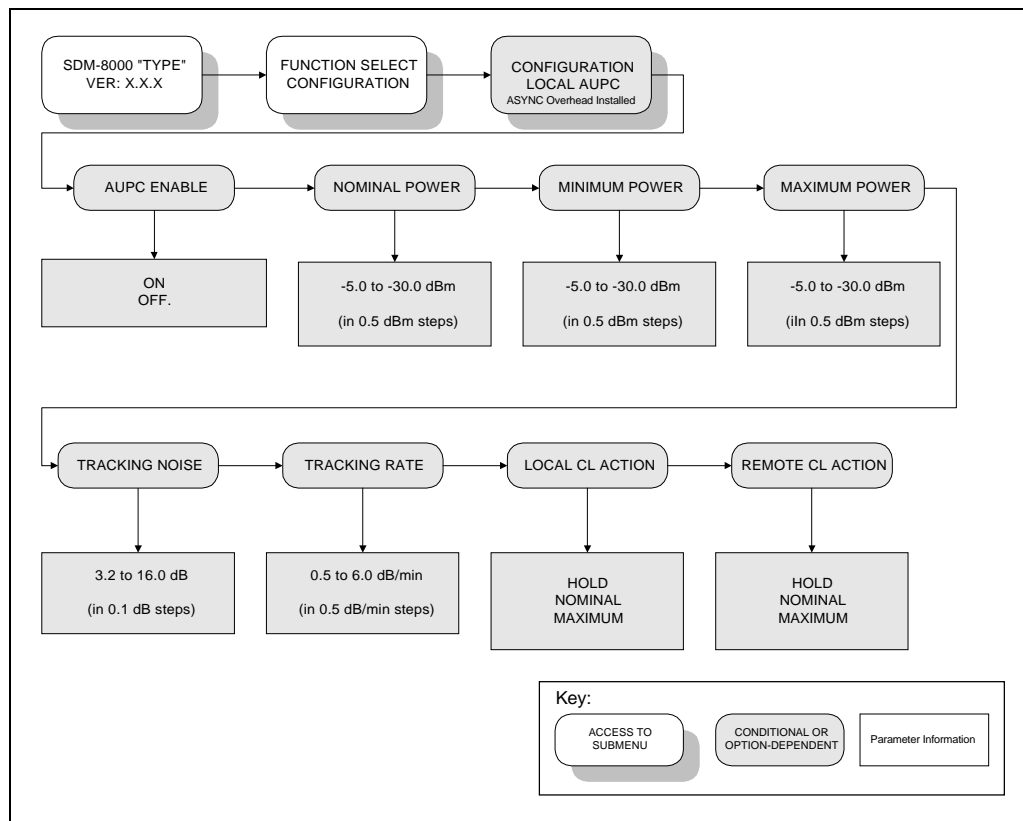 SDM-8000 "TYPE"
VER: X.X.X
FUNCTION SELECT
CONFIGURATION
CONFIGURATION
LOCAL AUPC
ASYNC Overhead Installed
AUPC ENABLE
NOMINAL POWER
MINIMUM POWER
MAXIMUM POWER
ON
OFF.
-5.0 to -30.0 dBm
(in 0.5 dBm steps)
-5.0 to -30.0 dBm
(in 0.5 dBm steps)
-5.0 to -30.0 dBm
(iIn 0.5 dBm steps)
TRACKING NOISE
TRACKING RATE
LOCAL CL ACTION
REMOTE CL ACTION
3.2 to 16.0 dB
(in 0.1 dB steps)
0.5 to 6.0 dB/min
(in 0.5 dB/min steps)
HOLD
NOMINAL
MAXIMUM
HOLD
NOMINAL
MAXIMUM
Key:
ACCESS TO
SUBMENU
CONDITIONAL OR
OPTION-DEPENDENT
Parameter Information